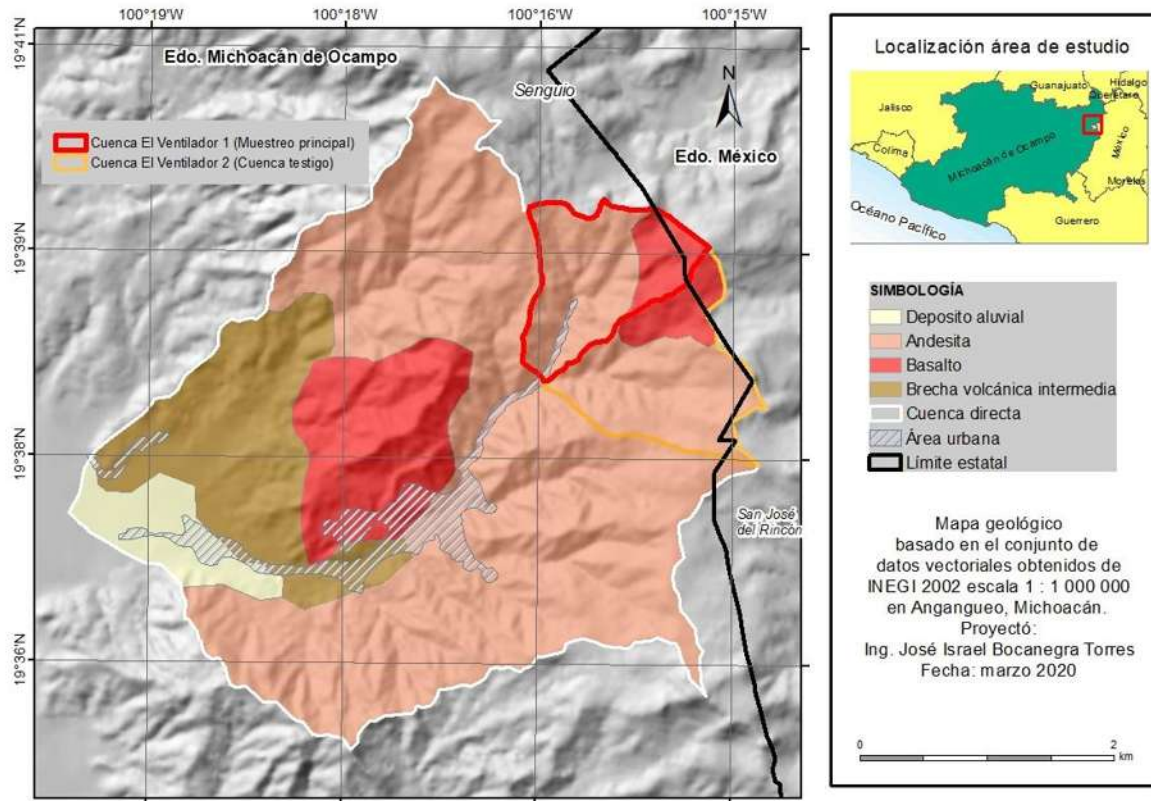 100°19'W
100°18'W
100°16'W
100°15'W
19°41'N
19°39'N
19°38'N
19°36'N
Edo. Michoacán de Ocampo
Senguio
N
Edo. México
Cuenca El Ventilador 1 (Muestreo principal)
Cuenca El Ventilador 2 (Cuenca testigo)
San José
del Rincón
Localización área de estudio
Guanajuato
Hidalgo
Querétaro
Jalisco
Colima
Michoacán de Ocampo
México
Morelos
Océano Pacífico
Guerrero
SIMBOLOGÍA
Deposito aluvial
Andesita
Basalto
Brecha volcánica intermedia
Cuenca directa
Área urbana
Límite estatal
Mapa geológico
basado en el conjunto de
datos vectoriales obtenidos de
INEGI 2002 escala 1 : 1 000 000
en Angangueo, Michoacán.
Proyectó:
Ing. José Israel Bocanegra Torres
Fecha: marzo 2020
0
2
km